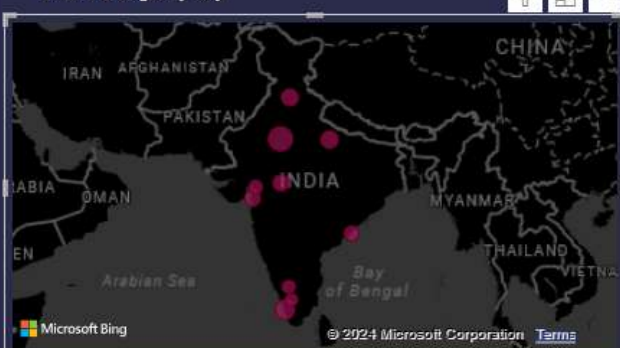 CHINA
IRAN
AFGHANISTAN
PAKISTAN
ARABIA
OMAN
INDIA
MYANMAR
EN
THAILAND
VIETNA
Arabian Sea
Bay
of Bengal
Microsoft Bing
© 2024 Microsoft Corporation Terms